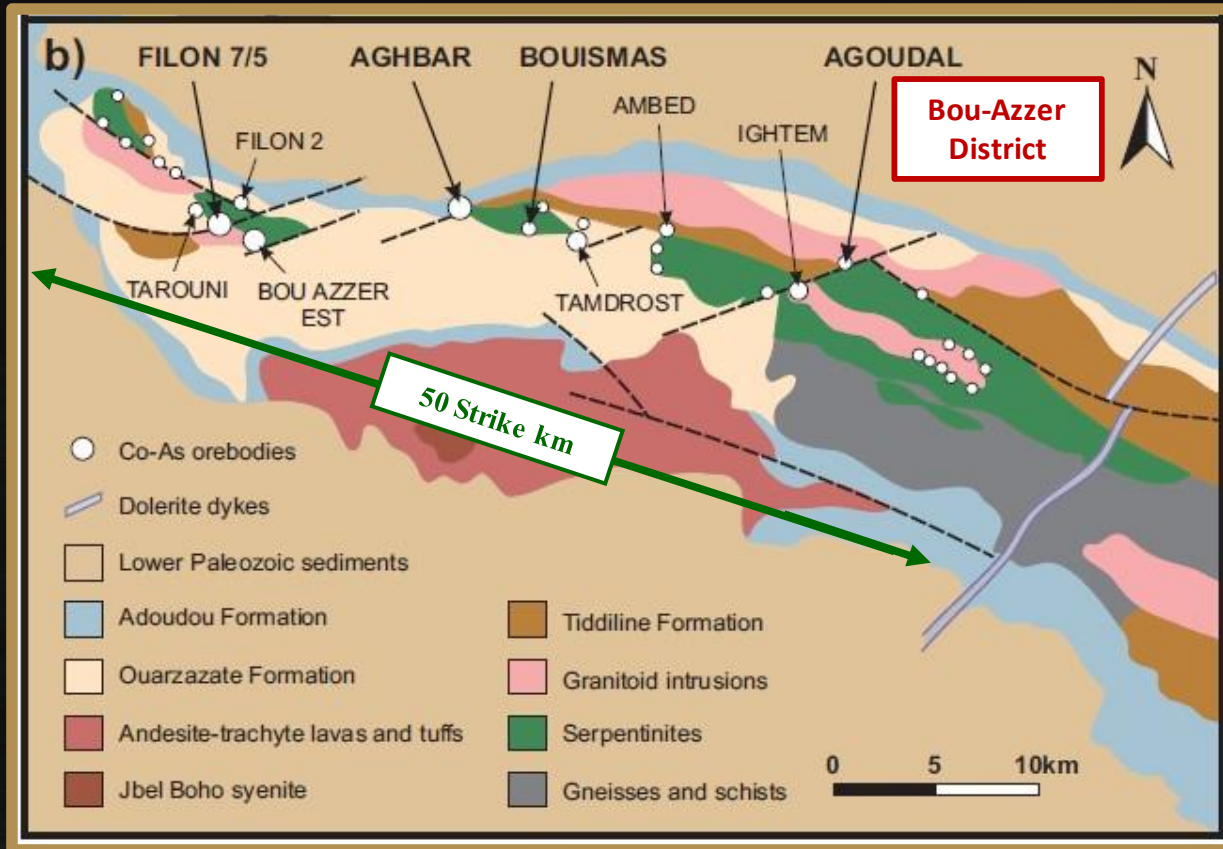 b)
FILON 7/5
AGHBAR
BOUISMAS
AGOUDAL
N
Bou-Azzer
District
AMBED
IGHTEM
FILON 2
TAROUNI
BOU AZZER
EST
TAMDROST
50 Strike km
Co-As orebodies
Dolerite dykes
Lower Paleozoic sediments
Adoudou Formation
Ouarzazate Formation
Andesite-trachyte lavas and tuffs
Jbel Boho syenite
Tiddiline Formation
Granitoid intrusions
Serpentinites
Gneisses and schists
0 5 10km